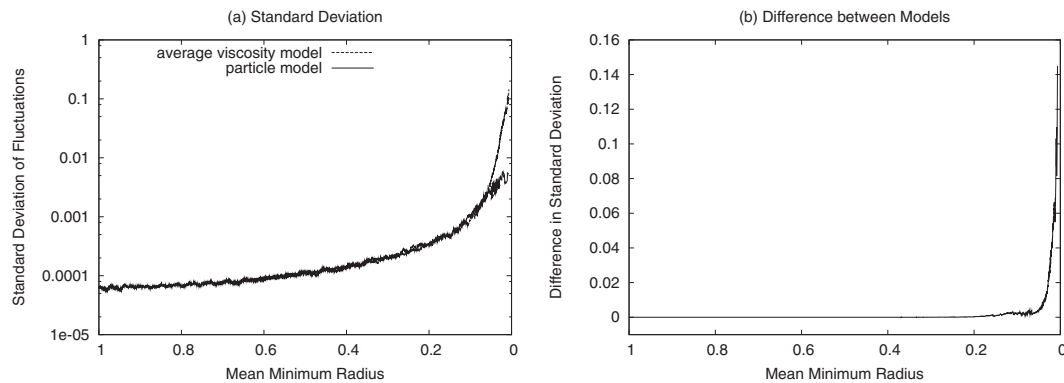 (a) Standard Deviation
1
0.1
0.01
0.001
0.0001
1e-05
Standard Deviation of Fluctuations
average viscosity model
particle model
1 0.8 0.6 0.4 0.2 0
Mean Minimum Radius
(b) Difference between Models
0.16
0.14
0.12
0.1
0.08
0.06
0.04
0.02
0
Difference in Standard Deviation
1 0.8 0.6 0.4 0.2 0
Mean Minimum Radius